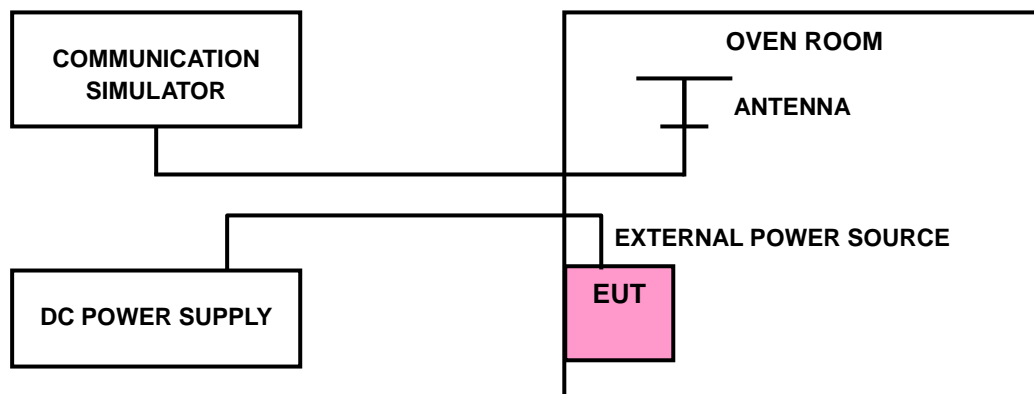 COMMUNICATION
SIMULATOR
OVEN ROOM
ANTENNA
EXTERNAL POWER SOURCE
DC POWER SUPPLY
EUT